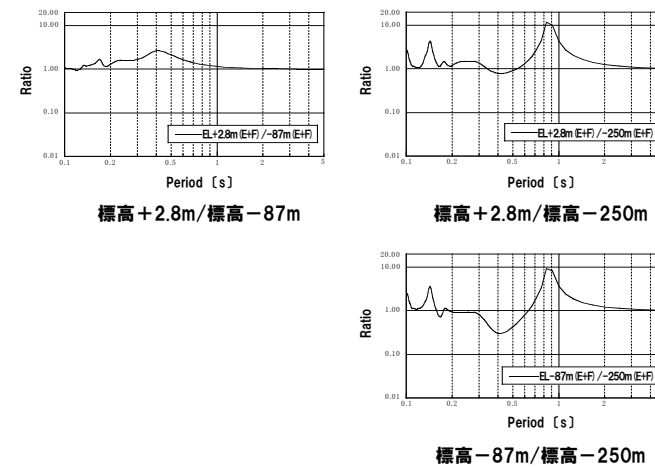 20.00
10.00
1.00
0.10
0.01
Ratio
EL+2.8m(E+F)/-87m(E+F)
0.1
0.2
0.5
1
2
5
Period〔s〕
標高+2.8m/標高-87m
20.00
10.00
1.00
0.10
0.01
Ratio
EL+2.8m(E+F)/-250m(E+F)
0.1
0.2
0.5
1
2
Period〔s〕
標高+2.8m/標高-250m
20.00
10.00
1.00
0.10
0.01
Ratio
EL-87m(E+F)/-250m(E+F)
0.1
0.2
0.5
1
2
Period〔s〕
標高-87m/標高-250m